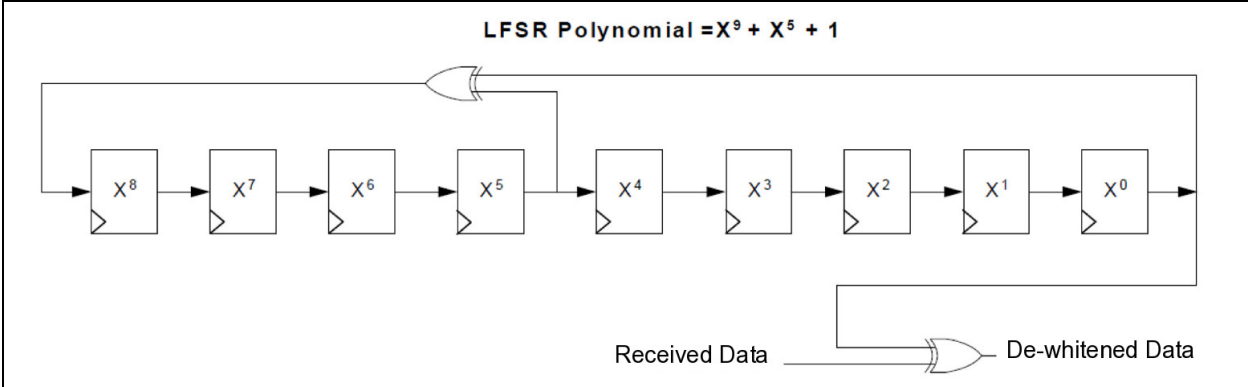 LFSR Polynomial =X⁹ + X⁵ + 1
X⁸ X⁷ X⁶ X⁵ X⁴ X³ X² X¹ X⁰
Received Data
De-whitened Data